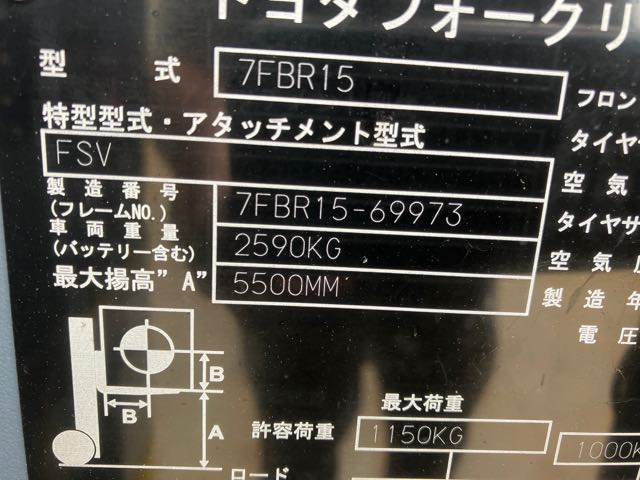 トヨタフォークリ
型式 7FBR15
フロン
特型型式・アタッチメント型式
タイヤ
FSV
空気
製造番号
(フレームNO.) 7FBR15-69973
タイヤサ
車両重量
(バッテリー含む) 2590KG
空気
最大揚高"A" 5500MM
製造年
電圧
B
B
A
最大荷重
許容荷重 1150KG 1000K
ロード